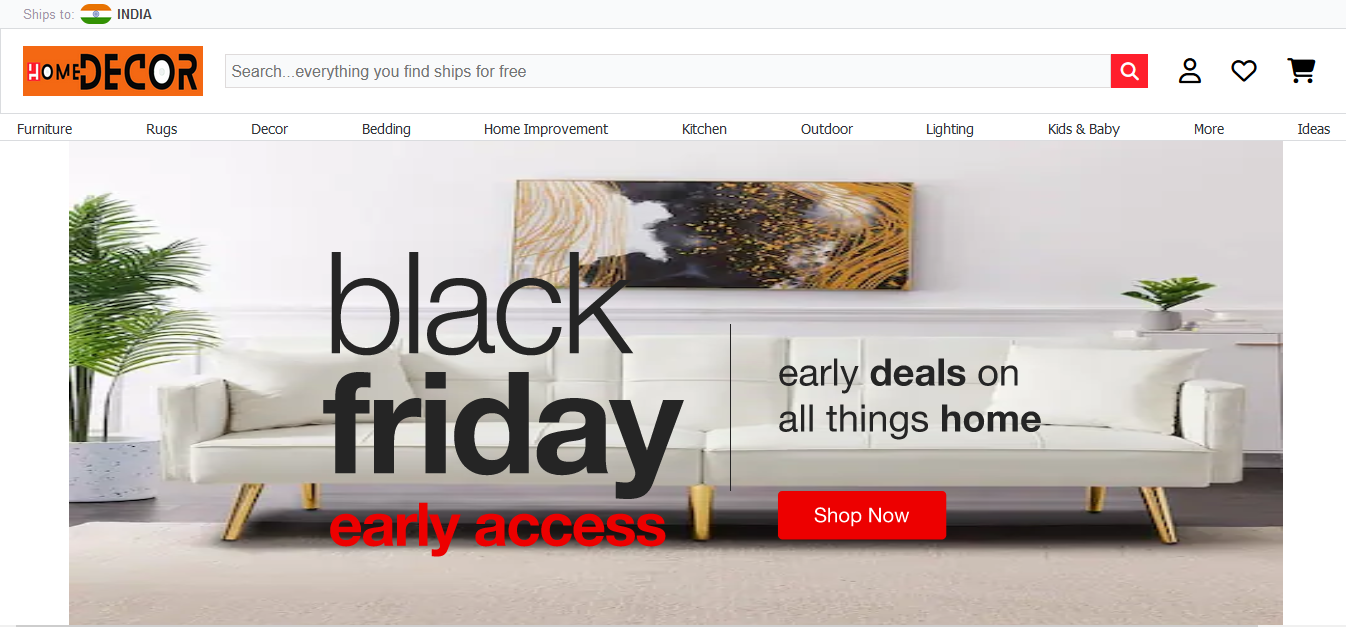 Ships to: INDIA
HOME DECOR
Search...everything you find ships for free
Furniture Rugs Decor Bedding Home Improvement Kitchen Outdoor Lighting Kids & Baby More Ideas
black
friday
early access
early deals on
all things home
Shop Now